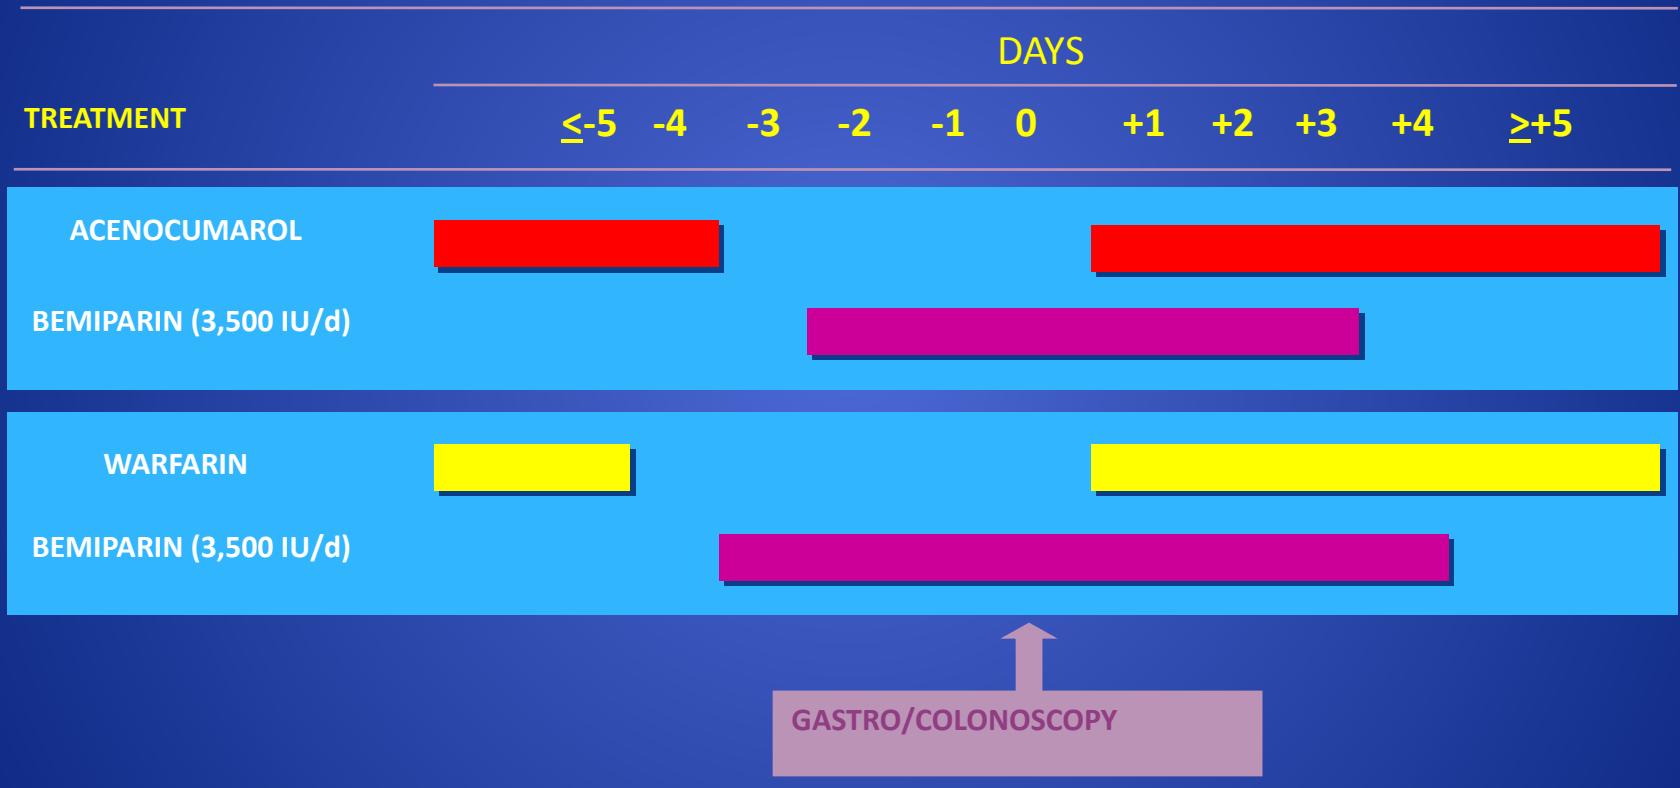 DAYS
TREATMENT ≤-5 -4 -3 -2 -1 0 +1 +2 +3 +4 ≥+5
ACENOCUMAROL
BEMIPARIN (3,500 IU/d)
WARFARIN
BEMIPARIN (3,500 IU/d)
GASTRO/COLONOSCOPY